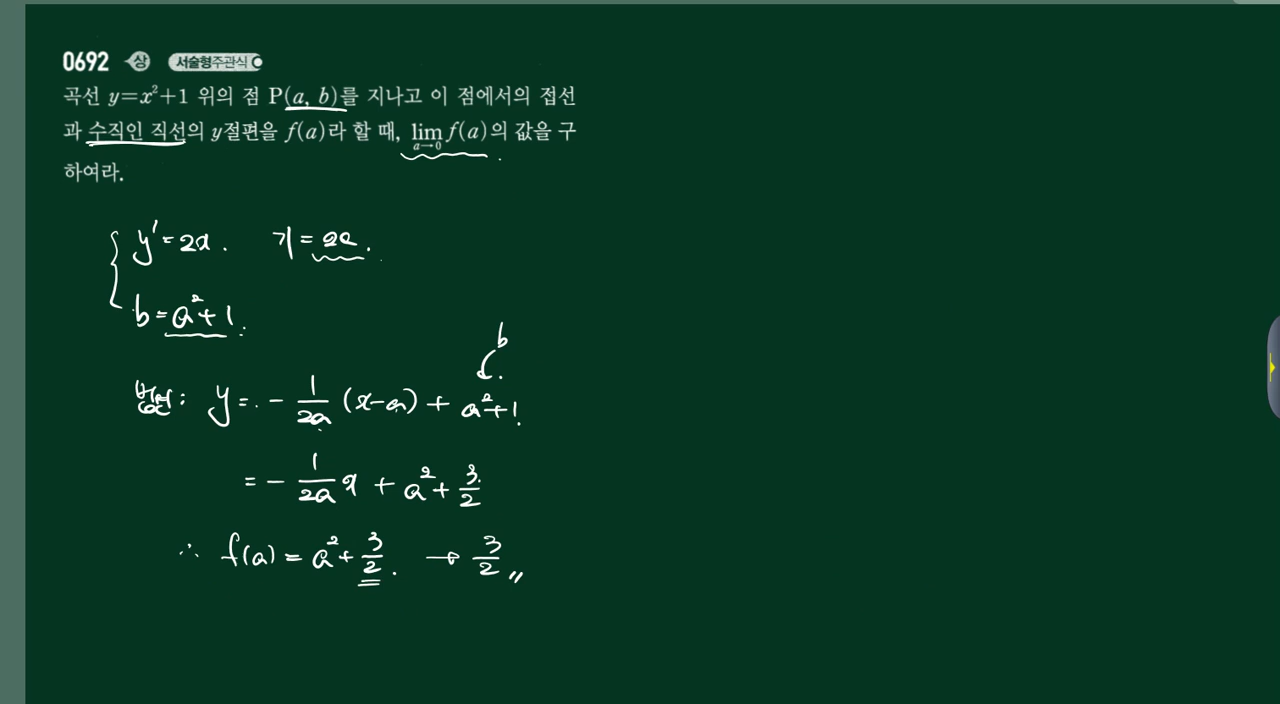 0692 상 서술형주관식
곡선 y=x²+1 위의 점 P(a, b)를 지나고 이 점에서의 접선
과 수직인 직선의 y절편을 f(a)라 할 때, lim_{a→0} f(a)의 값을 구
하여라.
y'=2x. 기=2a.
b=a²+1.
b
법선: y=-1/2a(x-a)+a²+1.
=-1/2a x+a²+3/2
∴ f(a)=a²+3/2. → 3/2〃